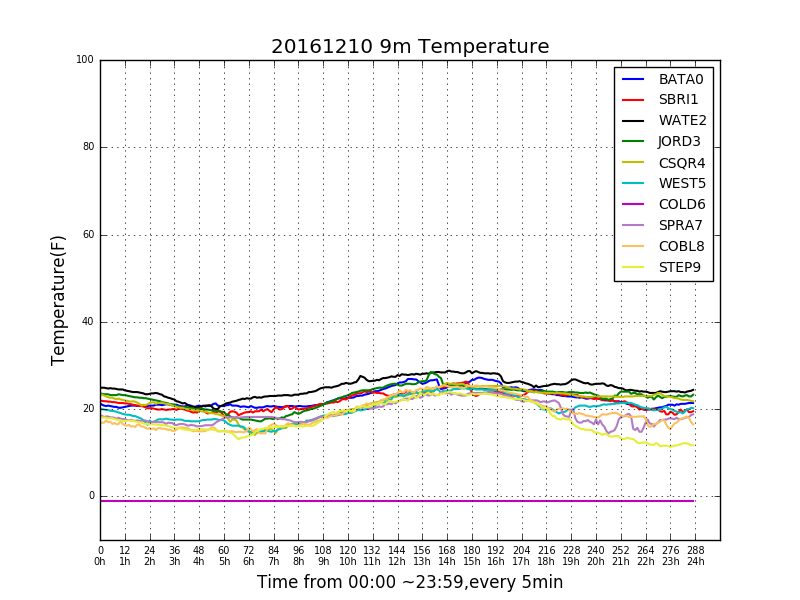 20161210 9m Temperature
BATA0
SBRI1
WATE2
JORD3
CSQR4
WEST5
COLD6
SPRA7
COBL8
STEP9
Temperature(F)
100
80
60
40
20
0
0 12 24 36 48 60 72 84 96 108 120 132 144 156 168 180 192 204 216 228 240 252 264 276 288
0h 1h 2h 3h 4h 5h 6h 7h 8h 9h 10h 11h 12h 13h 14h 15h 16h 17h 18h 19h 20h 21h 22h 23h 24h
Time from 00:00 ~23:59,every 5min